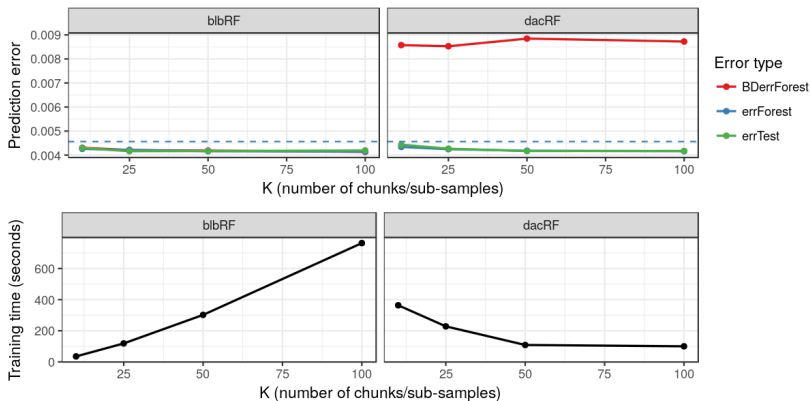 blbRF dacRF
0.009
0.008
0.007
0.006
0.005
0.004
Prediction error
25 50 75 100 25 50 75 100
K (number of chunks/sub-samples)
Error type
BDerrForest
errForest
errTest
blbRF dacRF
600
400
200
0
Training time (seconds)
25 50 75 100 25 50 75 100
K (number of chunks/sub-samples)